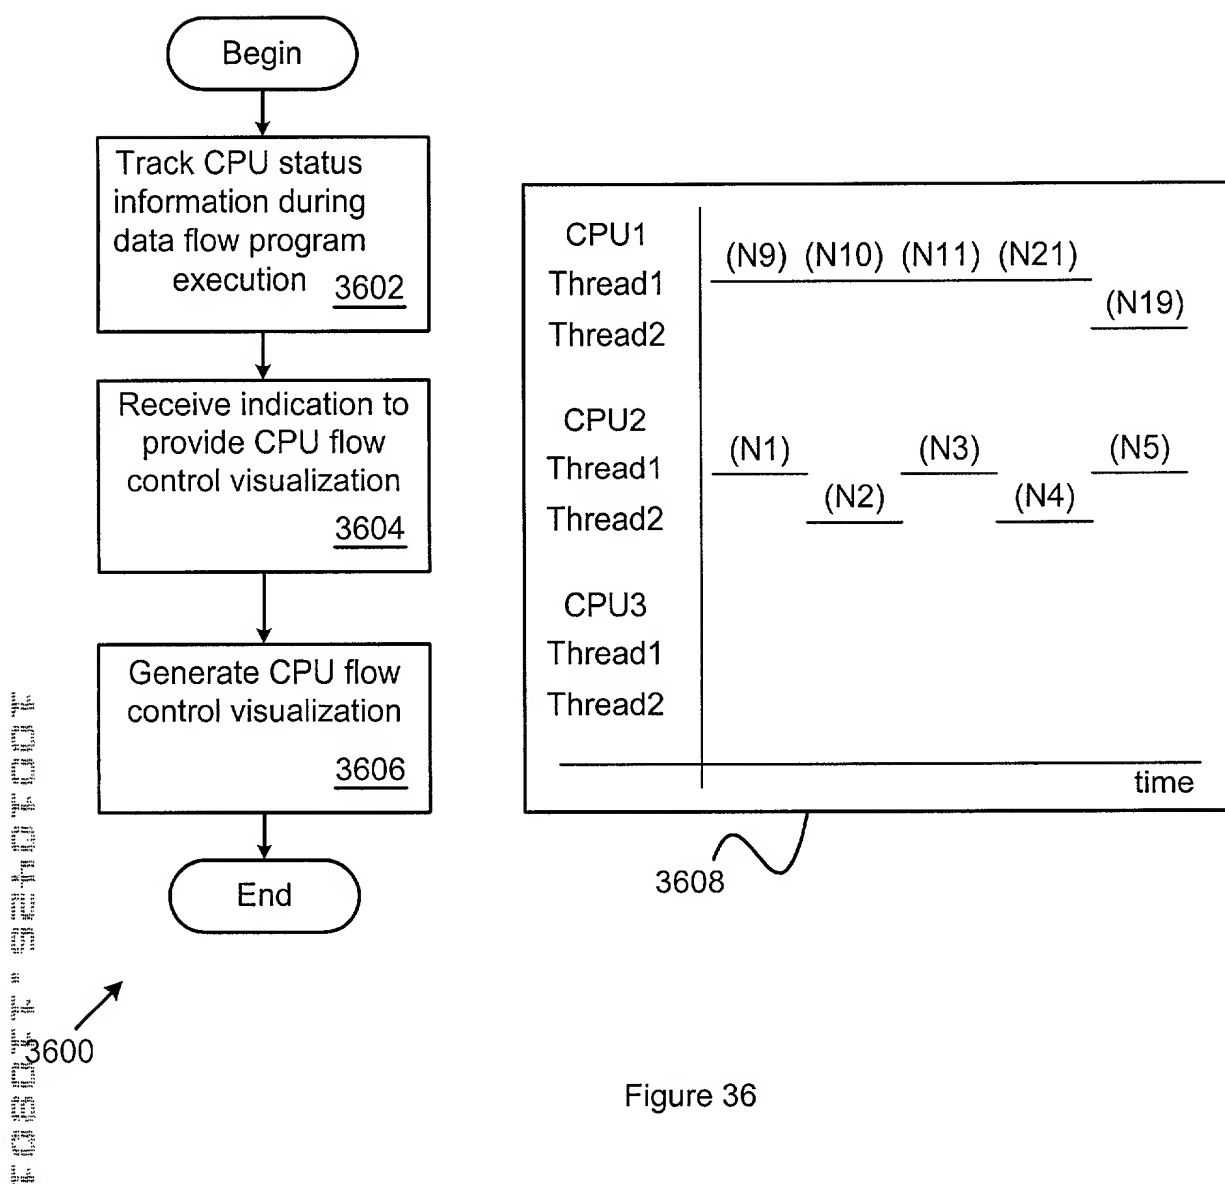 Begin
Track CPU status
information during
data flow program
execution 3602
Receive indication to
provide CPU flow
control visualization
3604
Generate CPU flow
control visualization
3606
End
3600
CPU1
Thread1
Thread2
(N9) (N10) (N11) (N21)
(N19)
CPU2
Thread1
Thread2
(N1) (N3) (N5)
(N2) (N4)
CPU3
Thread1
Thread2
time
3608
Figure 36